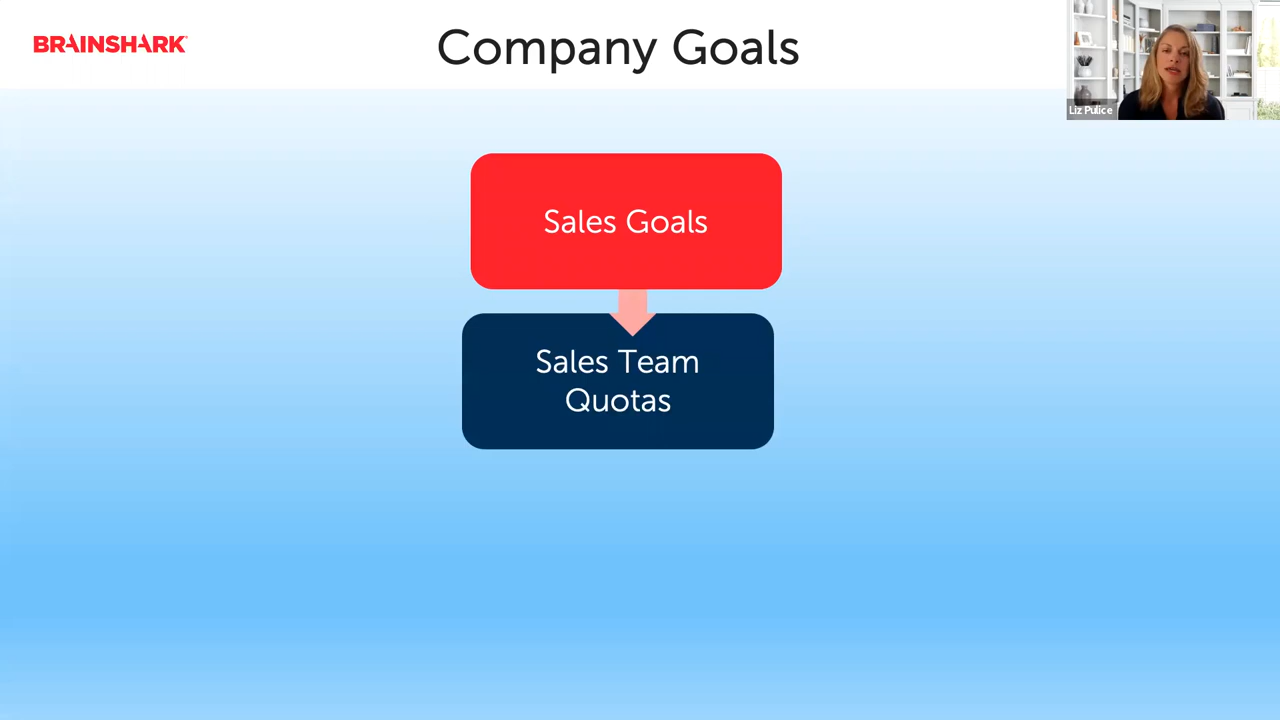 BRAINSHARK
Company Goals
Liz Pulice
Sales Goals
Sales Team
Quotas